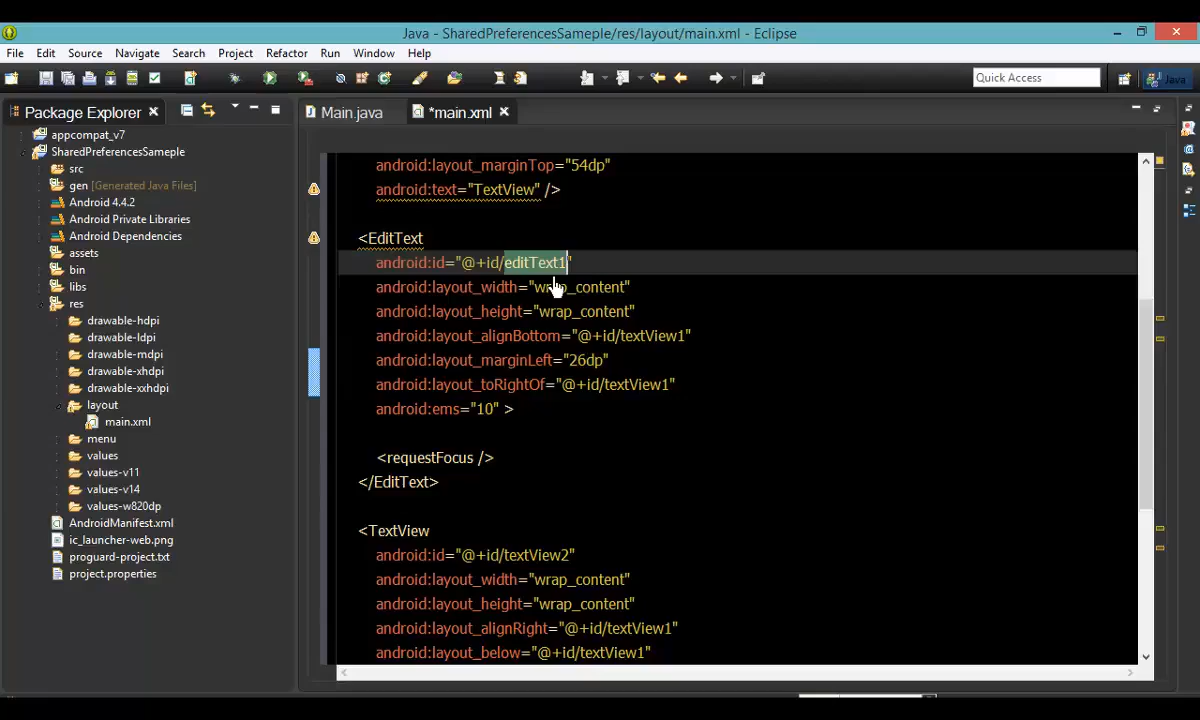 Java - SharedPreferencesSameple/res/layout/main.xml - Eclipse
File Edit Source Navigate Search Project Refactor Run Window Help
Quick Access
Java
Package Explorer
Main.java
*main.xml
appcompat_v7
SharedPreferencesSameple
src
gen [Generated Java Files]
Android 4.4.2
Android Private Libraries
Android Dependencies
assets
bin
libs
res
drawable-hdpi
drawable-ldpi
drawable-mdpi
drawable-xhdpi
drawable-xxhdpi
layout
main.xml
menu
values
values-v11
values-v14
values-w820dp
AndroidManifest.xml
ic_launcher-web.png
proguard-project.txt
project.properties
android:layout_marginTop="54dp"
android:text="TextView" />
<EditText
android:id="@+id/editText1"
android:layout_width="wrap_content"
android:layout_height="wrap_content"
android:layout_alignBottom="@+id/textView1"
android:layout_marginLeft="26dp"
android:layout_toRightOf="@+id/textView1"
android:ems="10" >
<requestFocus />
</EditText>
<TextView
android:id="@+id/textView2"
android:layout_width="wrap_content"
android:layout_height="wrap_content"
android:layout_alignRight="@+id/textView1"
android:layout_below="@+id/textView1"